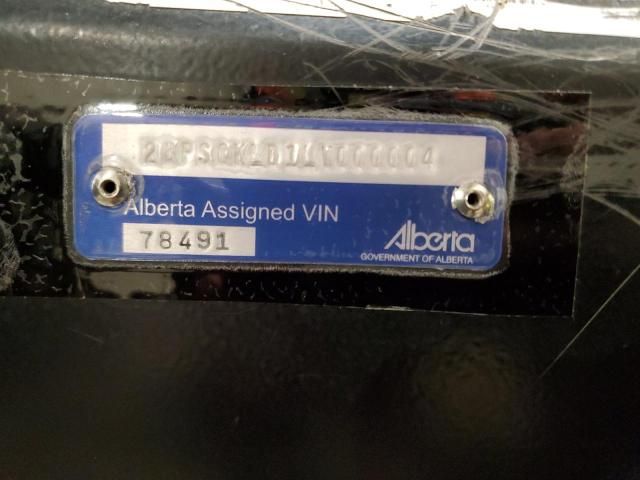 Alberta Assigned VIN
78491
Alberta
GOVERNMENT OF ALBERTA